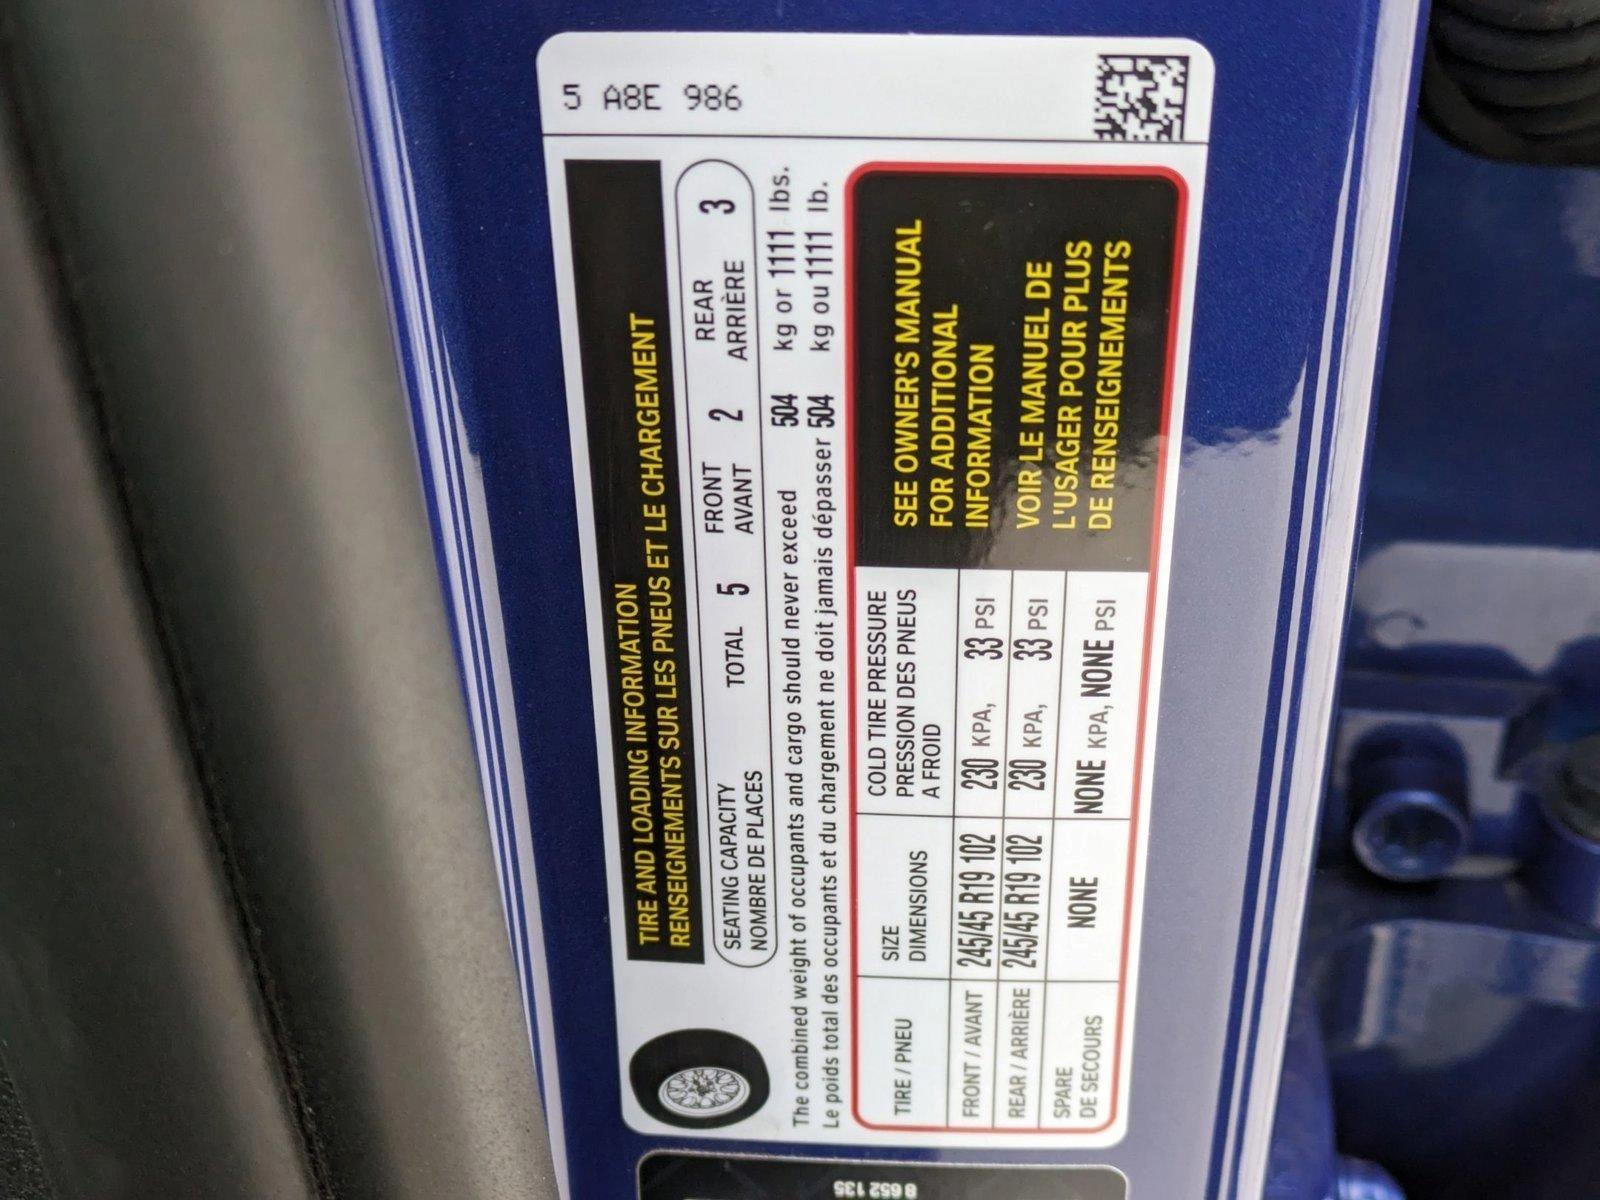 5 A8E 986
TIRE AND LOADING INFORMATION
RENSEIGNEMENTS SUR LES PNEUS ET LE CHARGEMENT
SEATING CAPACITY TOTAL 5 FRONT 2 REAR 3
NOMBRE DE PLACES AVANT ARRIÈRE
The combined weight of occupants and cargo should never exceed 504 kg or 1111 lbs.
Le poids total des occupants et du chargement ne doit jamais dépasser 504 kg ou 1111 lb.
TIRE / PNEU
SIZE
DIMENSIONS
COLD TIRE PRESSURE
PRESSION DES PNEUS
A FROID
FRONT / AVANT 245/45 R19 102 230 KPA, 33 PSI
REAR / ARRIÈRE 245/45 R19 102 230 KPA, 33 PSI
SPARE
DE SECOURS
NONE NONE KPA, NONE PSI
SEE OWNER'S MANUAL
FOR ADDITIONAL
INFORMATION
VOIR LE MANUEL DE
L'USAGER POUR PLUS
DE RENSEIGNEMENTS
8 652 135